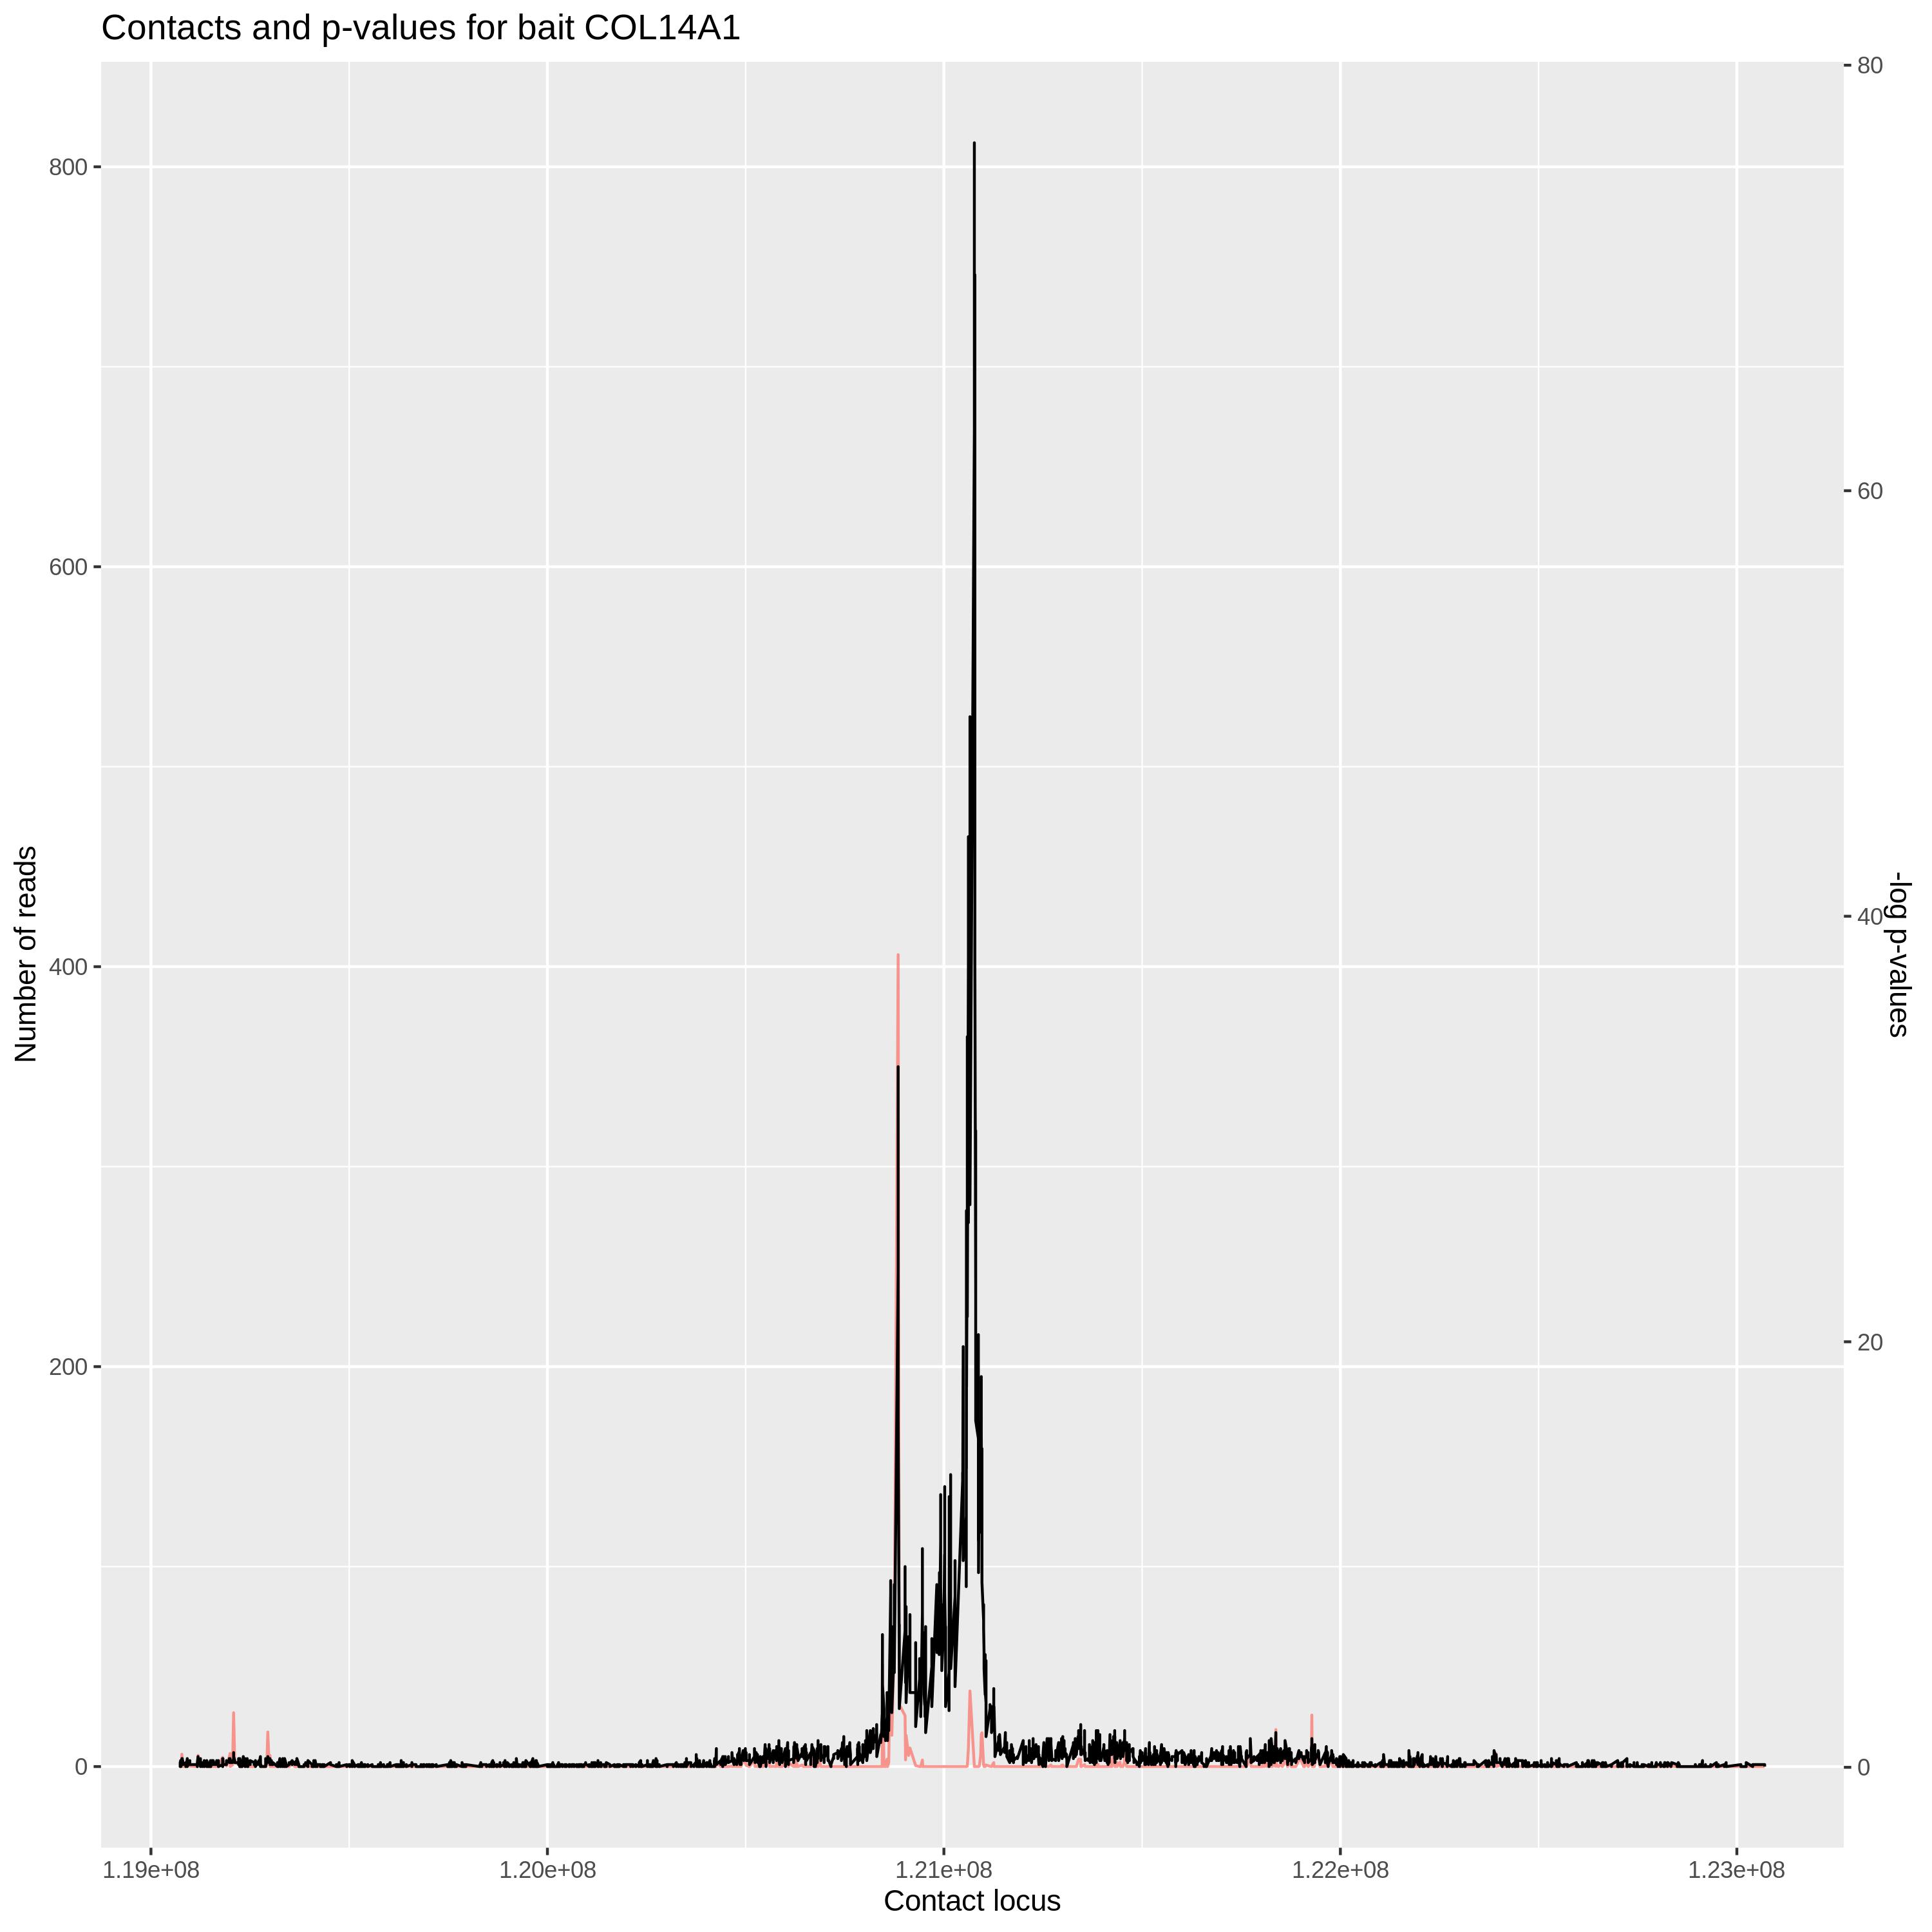 Contacts and p-values for bait COL14A1
800
600
400
200
0
80
60
40
20
0
Number of reads
-log p-values
1.19e+08 1.20e+08 1.21e+08 1.22e+08 1.23e+08
Contact locus